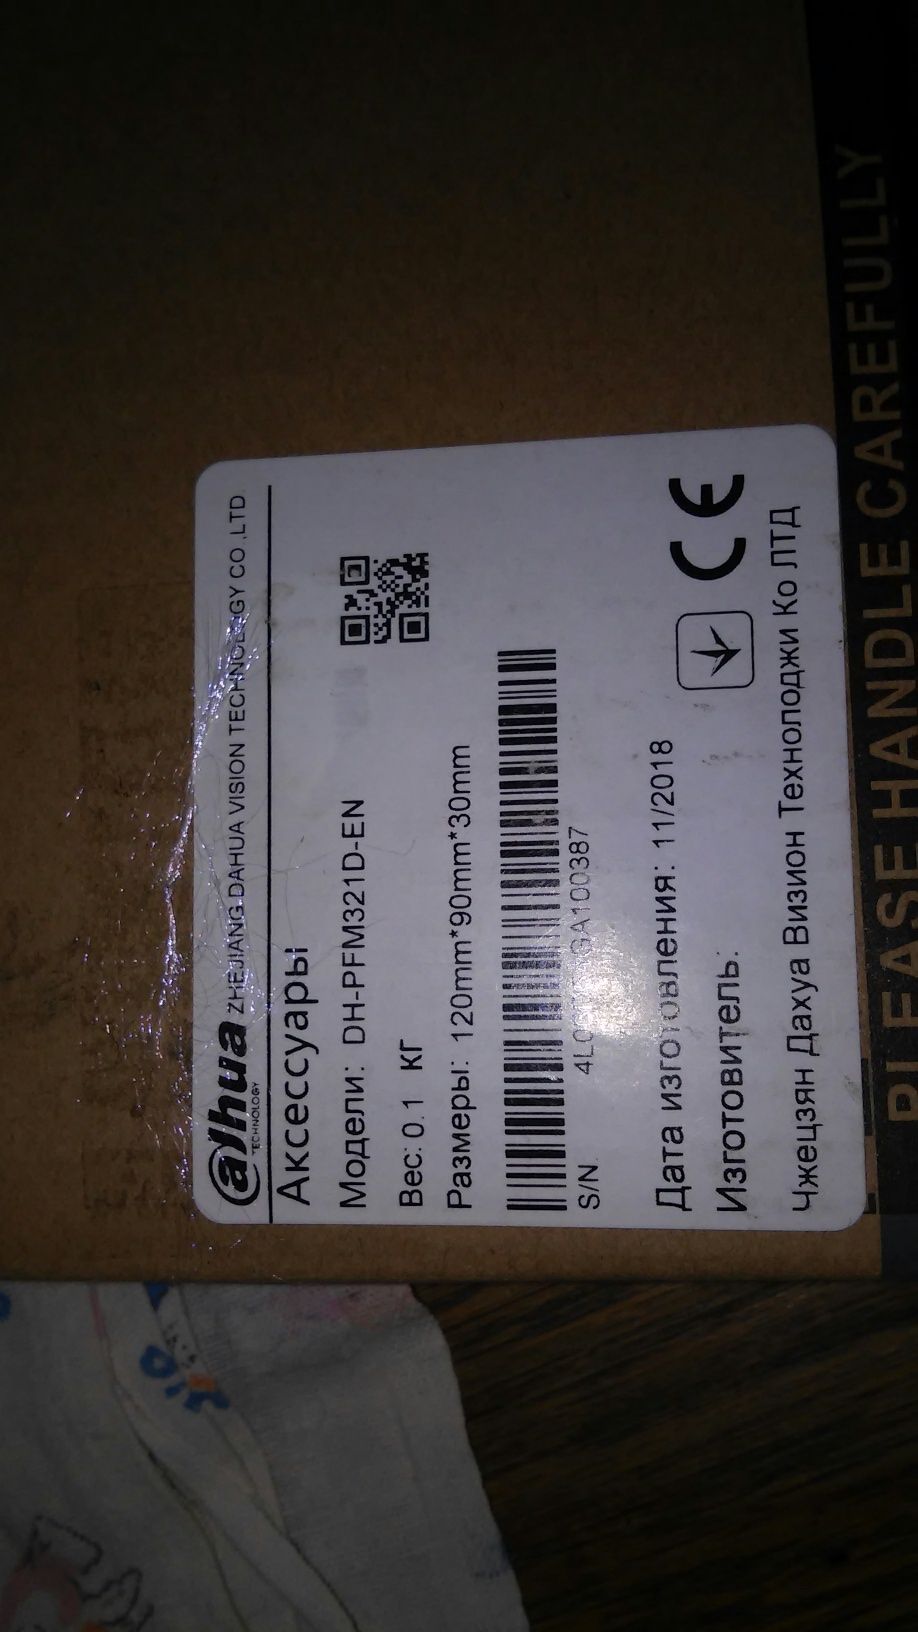 alhua ZHEJIANG DAHUA VISION TECHNOLOGY CO.,LTD.
TECHNOLOGY
Аксессуары
Модели: DH-PFM321D-EN
Вес: 0.1 КГ
Размеры: 120mm*90mm*30mm
S/N
Дата изготовления: 11/2018
Изготовитель:
Чжецзян Дахуа Визион Технолоджи Ко ЛТД
CE
PLEASE HANDLE CAREFULLY